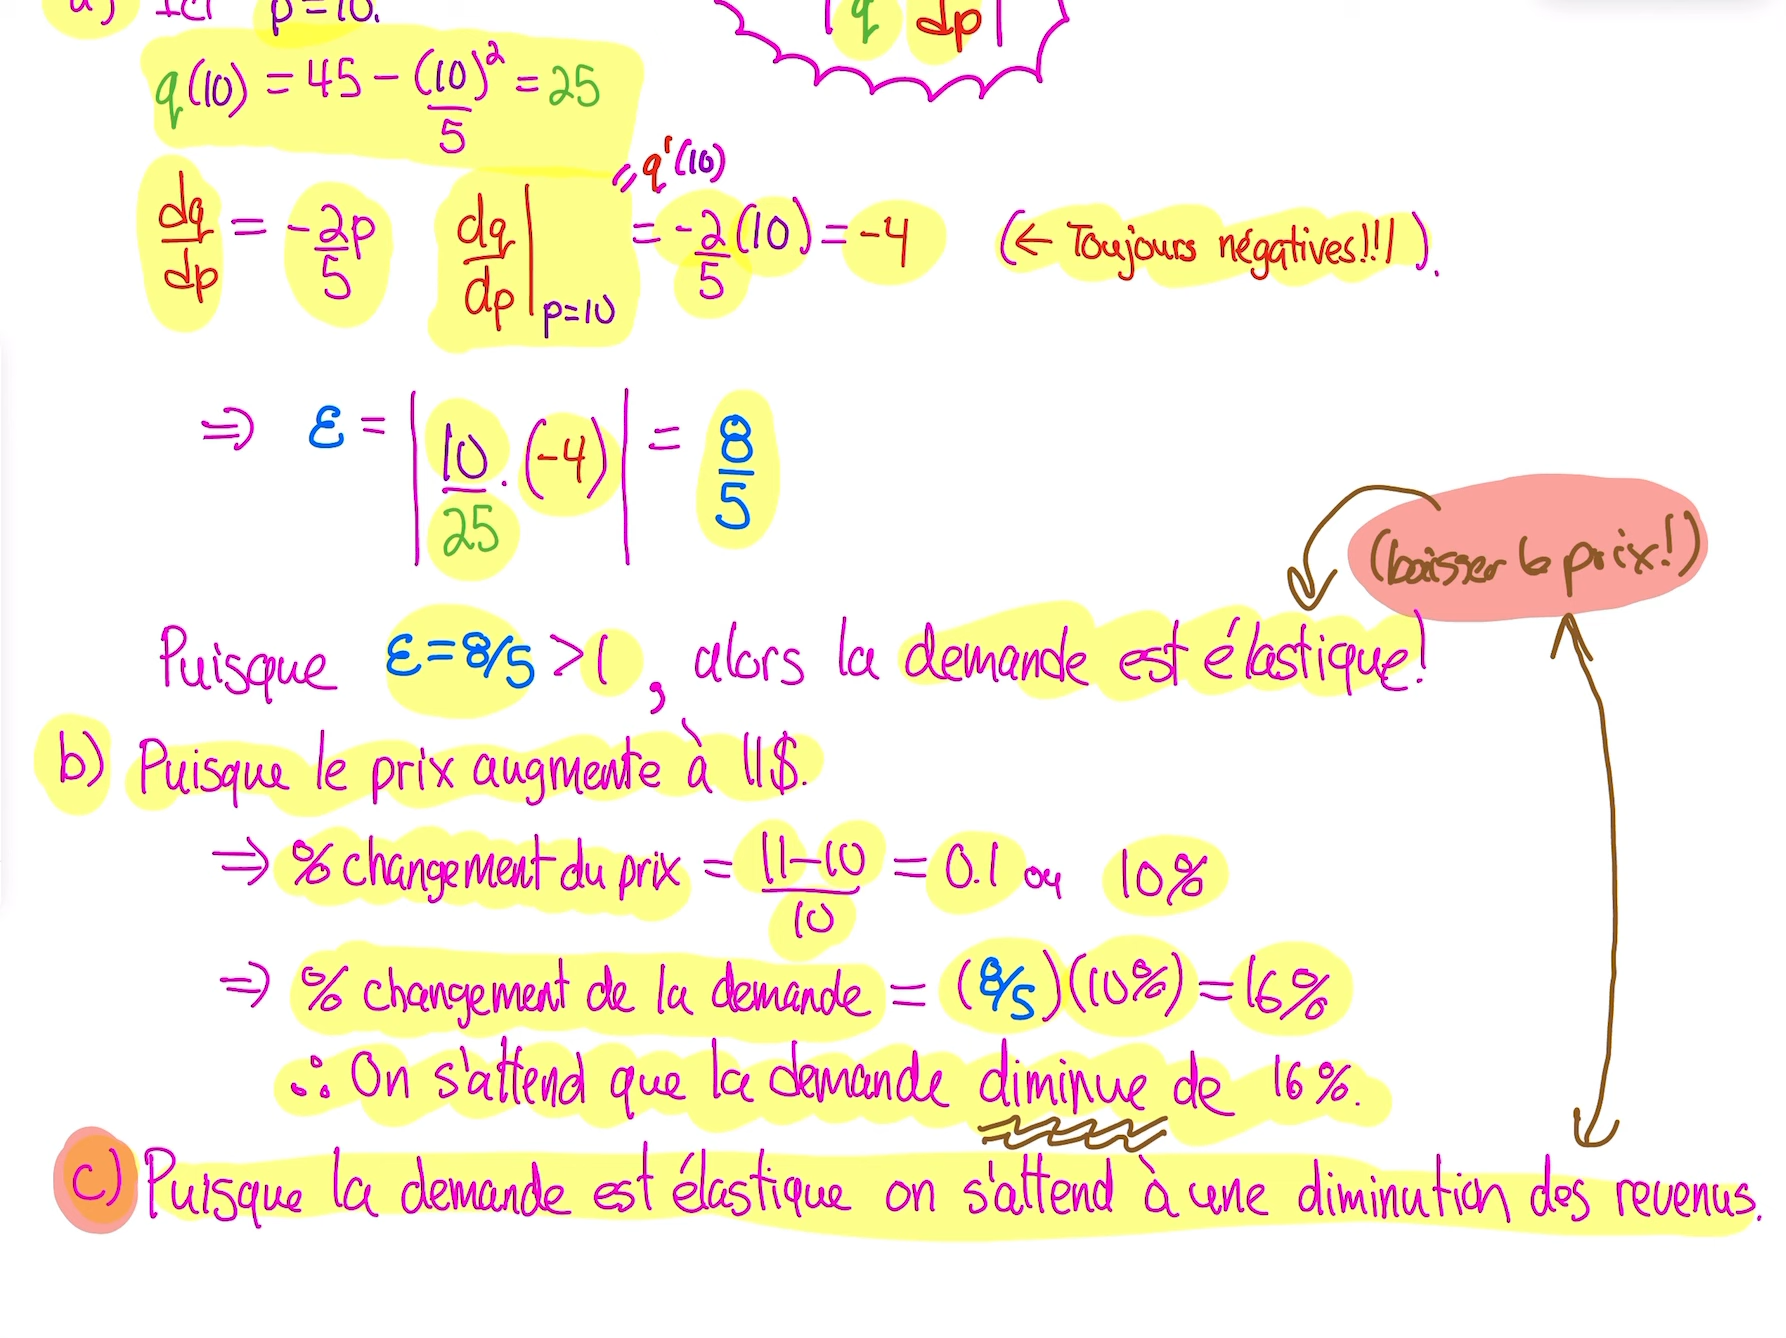 a) Ici p=10.
| q dp |
q(10) = 45 - (10)²/5 = 25
= q'(10)
dq/dp = -2p/5 dq/dp |p=10 = -2/5 (10) = -4 (← Toujours négatives!!!).
⇒ ε = | 10/25 · (-4) | = 8/5
(baisser le prix!)
Puisque ε=8/5 >1, alors la demande est élastique!
b) Puisque le prix augmente à 11$.
⇒ % changement du prix = 11-10/10 = 0.1 ou 10%
⇒ % changement de la demande = (8/5)(10%) = 16%
∴ On s'attend que la demande diminue de 16%.
c) Puisque la demande est élastique on s'attend à une diminution des revenus.